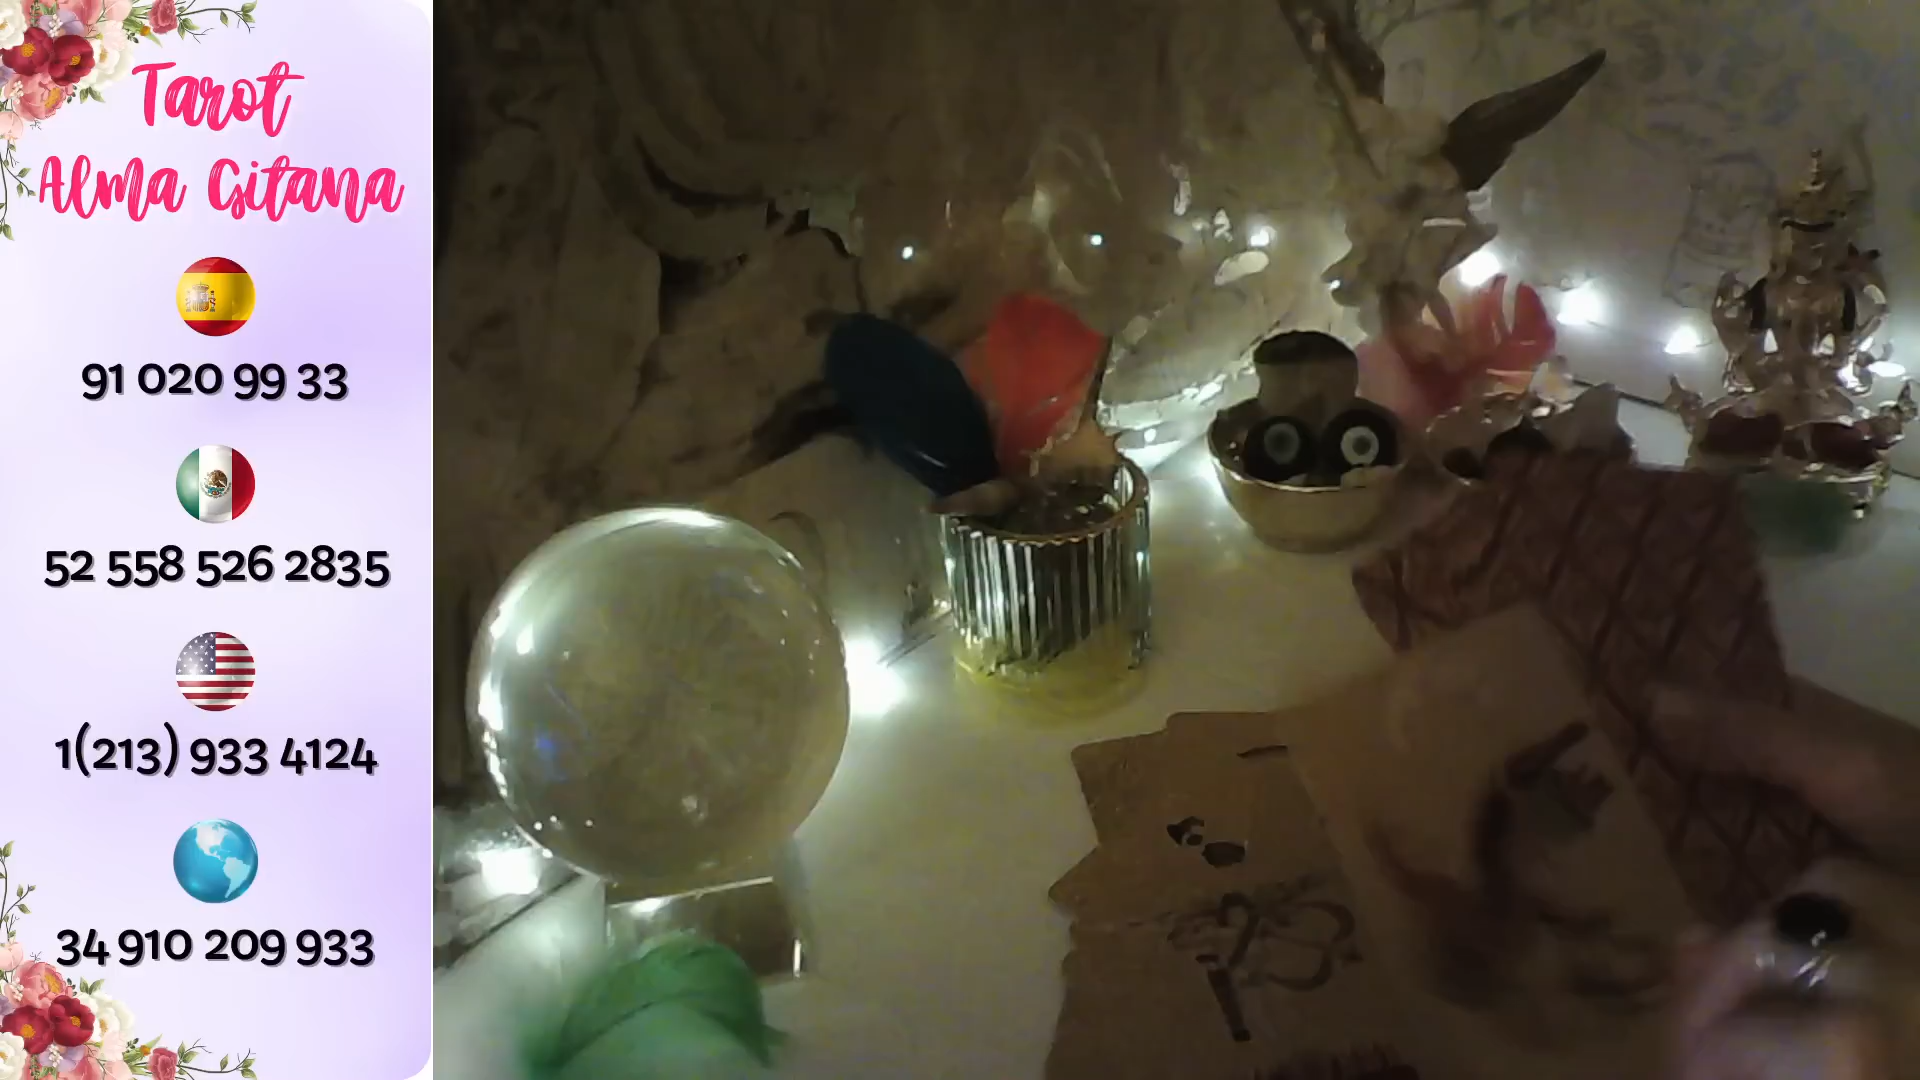 Tarot
Alma Gitana
91 020 99 33
52 558 526 2835
1(213) 933 4124
34 910 209 933